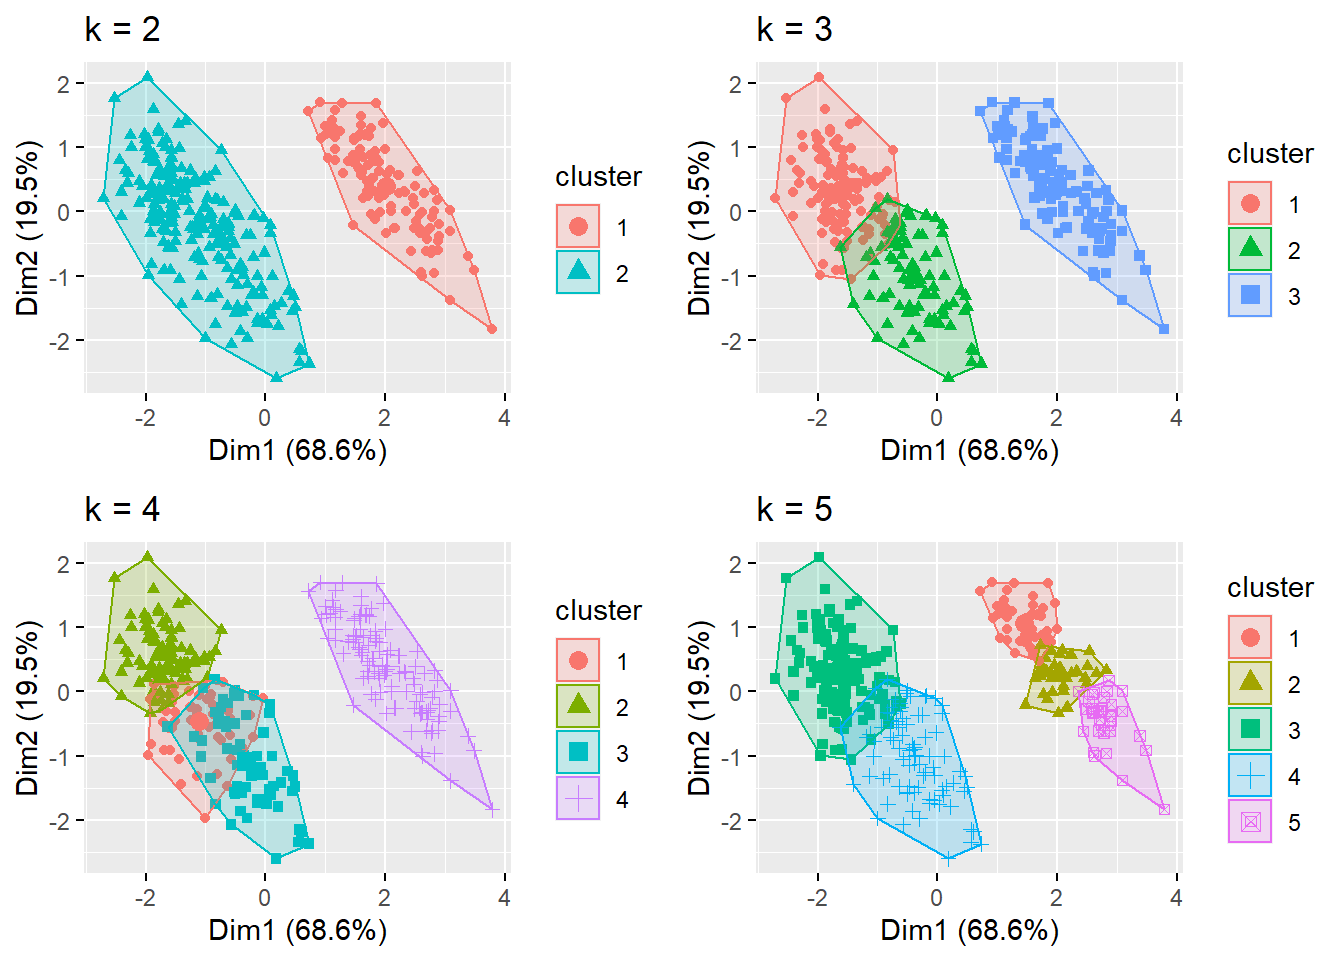 k = 2
2
1
0
-1
-2
Dim2 (19.5%)
-2 0 2 4
Dim1 (68.6%)
cluster
1
2
k = 3
2
1
0
-1
-2
Dim2 (19.5%)
-2 0 2 4
Dim1 (68.6%)
cluster
1
2
3
k = 4
2
1
0
-1
-2
Dim2 (19.5%)
-2 0 2 4
Dim1 (68.6%)
cluster
1
2
3
4
k = 5
2
1
0
-1
-2
Dim2 (19.5%)
-2 0 2 4
Dim1 (68.6%)
cluster
1
2
3
4
5